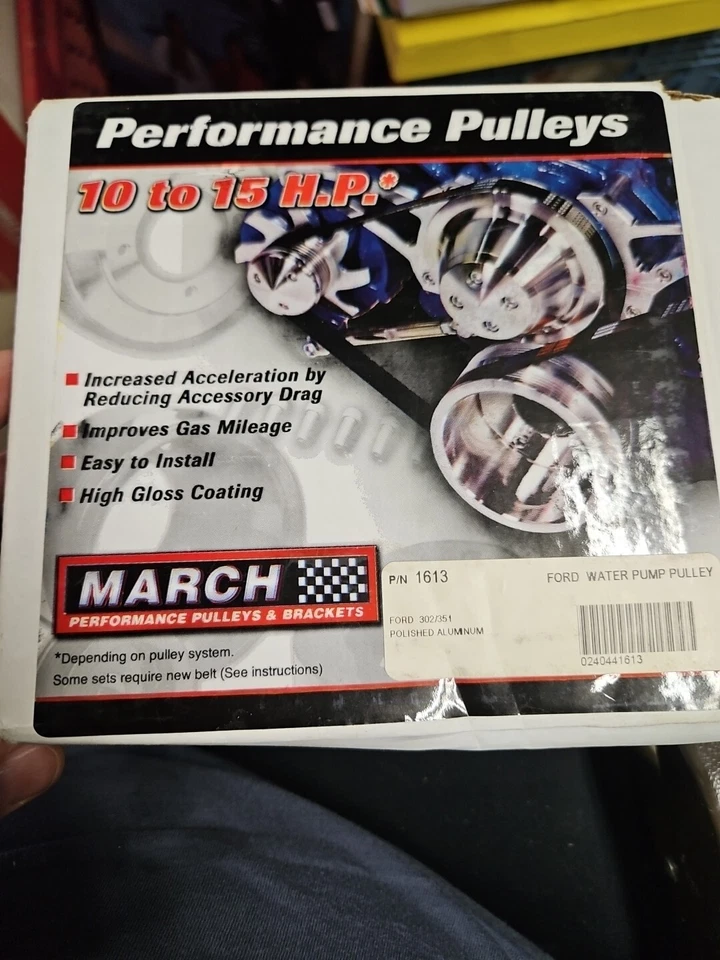 Performance Pulleys
10 to 15 H.P.*
Increased Acceleration by
Reducing Accessory Drag
Improves Gas Mileage
Easy to Install
High Gloss Coating
MARCH
PERFORMANCE PULLEYS & BRACKETS
*Depending on pulley system.
Some sets require new belt (See instructions)
P/N 1613 FORD WATER PUMP PULLEY
FORD 302/351
POLISHED ALUMINUM
0240441613